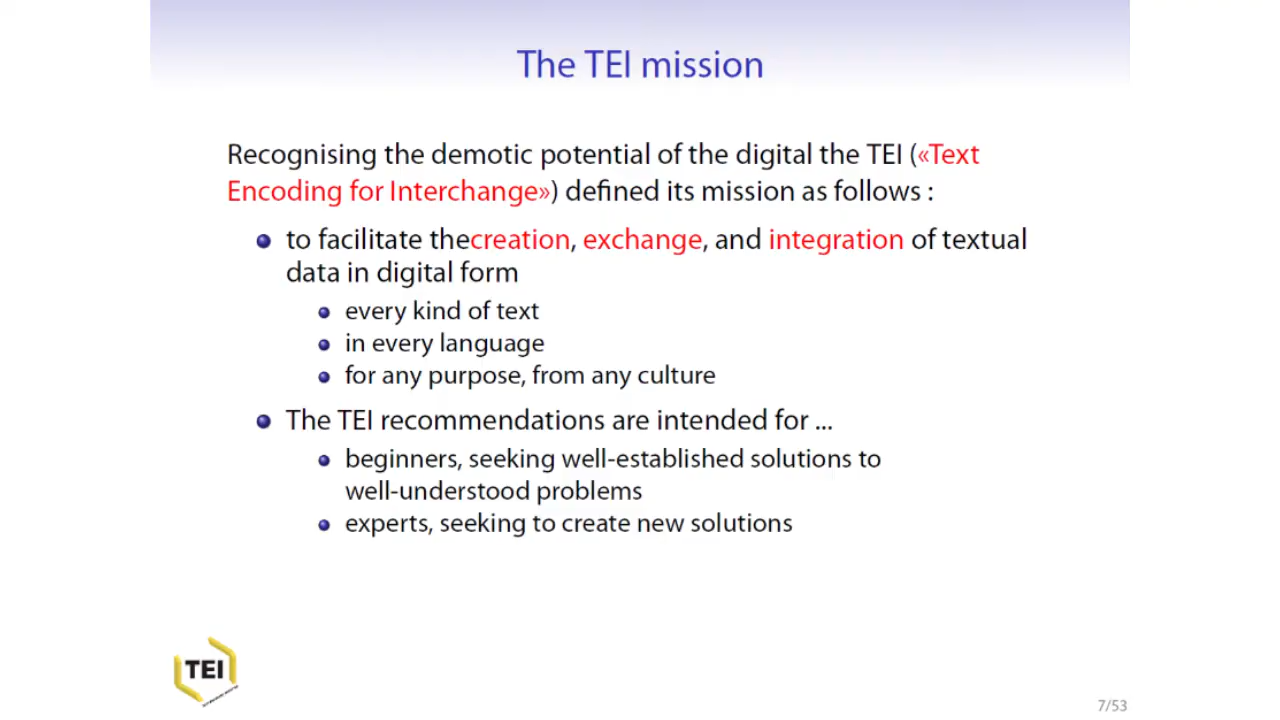 The TEI mission
Recognising the demotic potential of the digital the TEI («Text
Encoding for Interchange») defined its mission as follows :
to facilitate thecreation, exchange, and integration of textual
data in digital form
every kind of text
in every language
for any purpose, from any culture
The TEI recommendations are intended for ...
beginners, seeking well-established solutions to
well-understood problems
experts, seeking to create new solutions
TEI
7/53